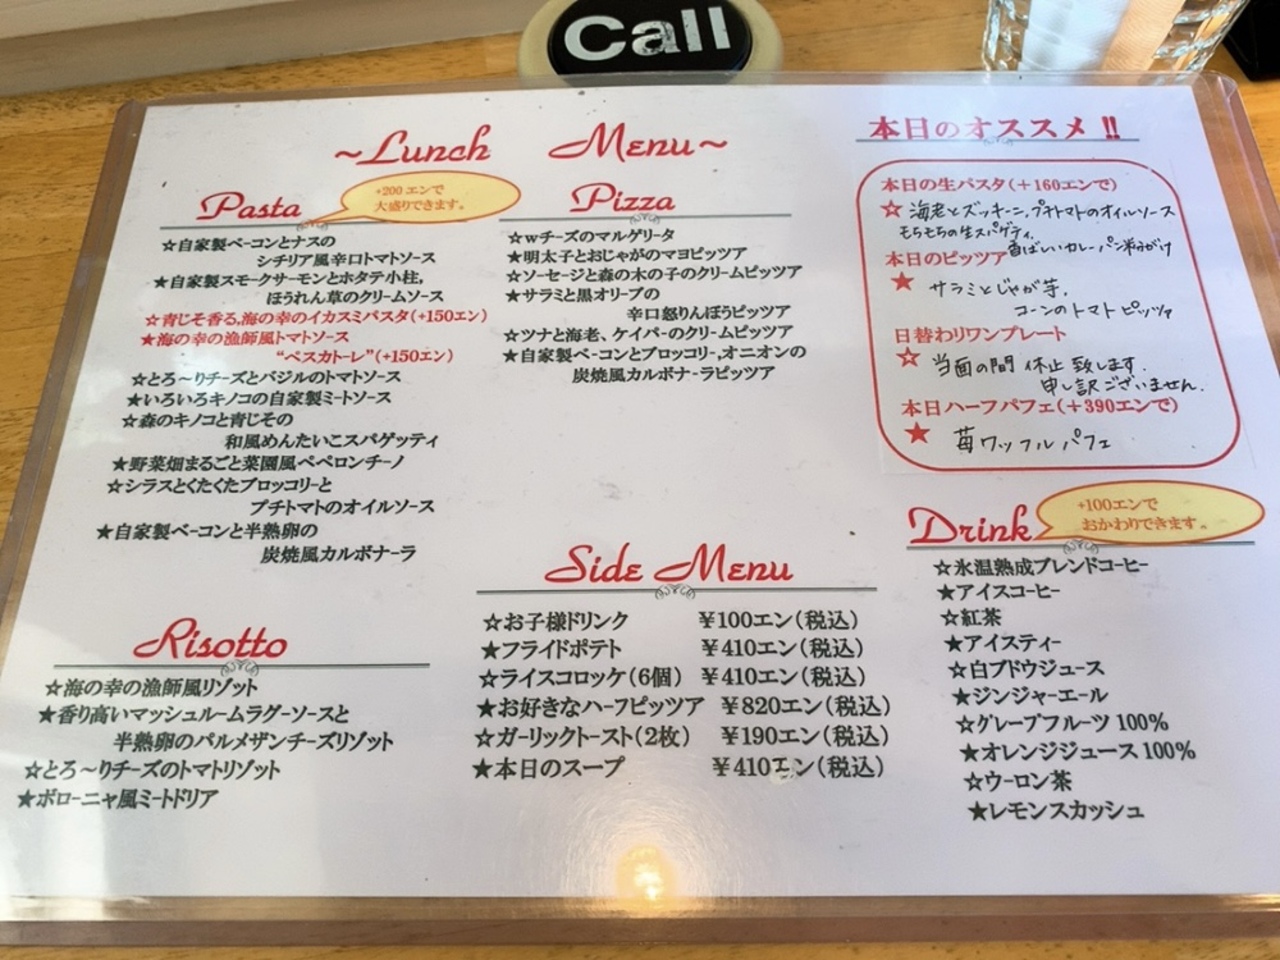 Call
~Lunch Menu~
Pasta
+200 エンで
大盛りできます。
☆自家製ベーコンとナスの
シチリア風辛口トマトソース
★自家製スモークサーモンとホタテ小柱,
ほうれん草のクリームソース
☆青じそ香る,海の幸のイカスミパスタ(+150エン)
★海の幸の漁師風トマトソース
“ペスカトーレ”(+150エン)
☆とろ～りチーズとバジルのトマトソース
★いろいろキノコの自家製ミートソース
☆森のキノコと青じその
和風めんたいこスパゲッティ
★野菜畑まるごと菜園風ペペロンチーノ
☆シラスとくたくたブロッコリーと
プチトマトのオイルソース
★自家製ベーコンと半熟卵の
炭焼風カルボナーラ
Risotto
☆海の幸の漁師風リゾット
★香り高いマッシュルームラグーソースと
半熟卵のパルメザンチーズリゾット
☆とろ～りチーズのトマトリゾット
★ボローニャ風ミートドリア
Pizza
☆wチーズのマルゲリータ
★明太子とおじゃがのマヨピッツア
☆ソーセージと森の木の子のクリームピッツア
★サラミと黒オリーブの
辛口怒りんぼうピッツア
☆ツナと海老、ケイパーのクリームピッツア
★自家製ベーコンとブロッコリー,オニオンの
炭焼風カルボナーラピッツア
Side Menu
☆お子様ドリンク ￥100エン(税込)
★フライドポテト ￥410エン(税込)
☆ライスコロッケ(6個) ￥410エン(税込)
★お好きなハーフピッツア ￥820エン(税込)
☆ガーリックトースト(2枚) ￥190エン(税込)
★本日のスープ ￥410エン(税込)
本日のオススメ!!
本日の生パスタ(+160エンで)
☆海老とズッキーニ,プチトマトのオイルソース
もちもちの生スパゲティ,
香ばしいカレーパン粉がけ
本日のピッツア
★サラミとじゃが芋,
コーンのトマトピッツァ
日替わりワンプレート
☆当面の間 休止致します.
申し訳ございません.
本日ハーフパフェ(+390エンで)
★苺ワッフルパフェ
Drink
+100エンで
おかわりできます。
☆氷温熟成ブレンドコーヒー
★アイスコーヒー
☆紅茶
★アイスティー
☆白ブドウジュース
★ジンジャーエール
☆グレープフルーツ 100%
★オレンジジュース 100%
☆ウーロン茶
★レモンスカッシュ